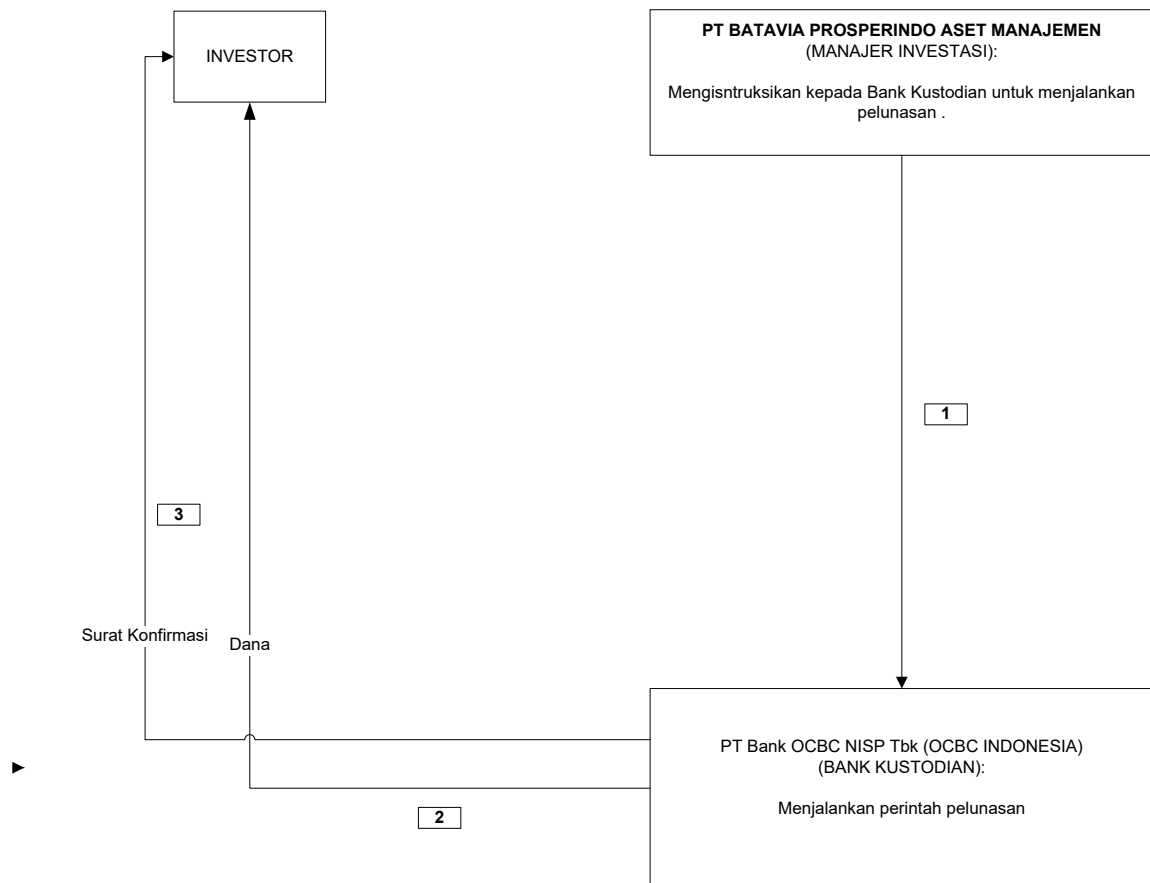 INVESTOR
PT BATAVIA PROSPERINDO ASET MANAJEMEN
(MANAJER INVESTASI):
Mengisntruksikan kepada Bank Kustodian untuk menjalankan
pelunasan .
1
3
Surat Konfirmasi
Dana
PT Bank OCBC NISP Tbk (OCBC INDONESIA)
(BANK KUSTODIAN):
Menjalankan perintah pelunasan
2